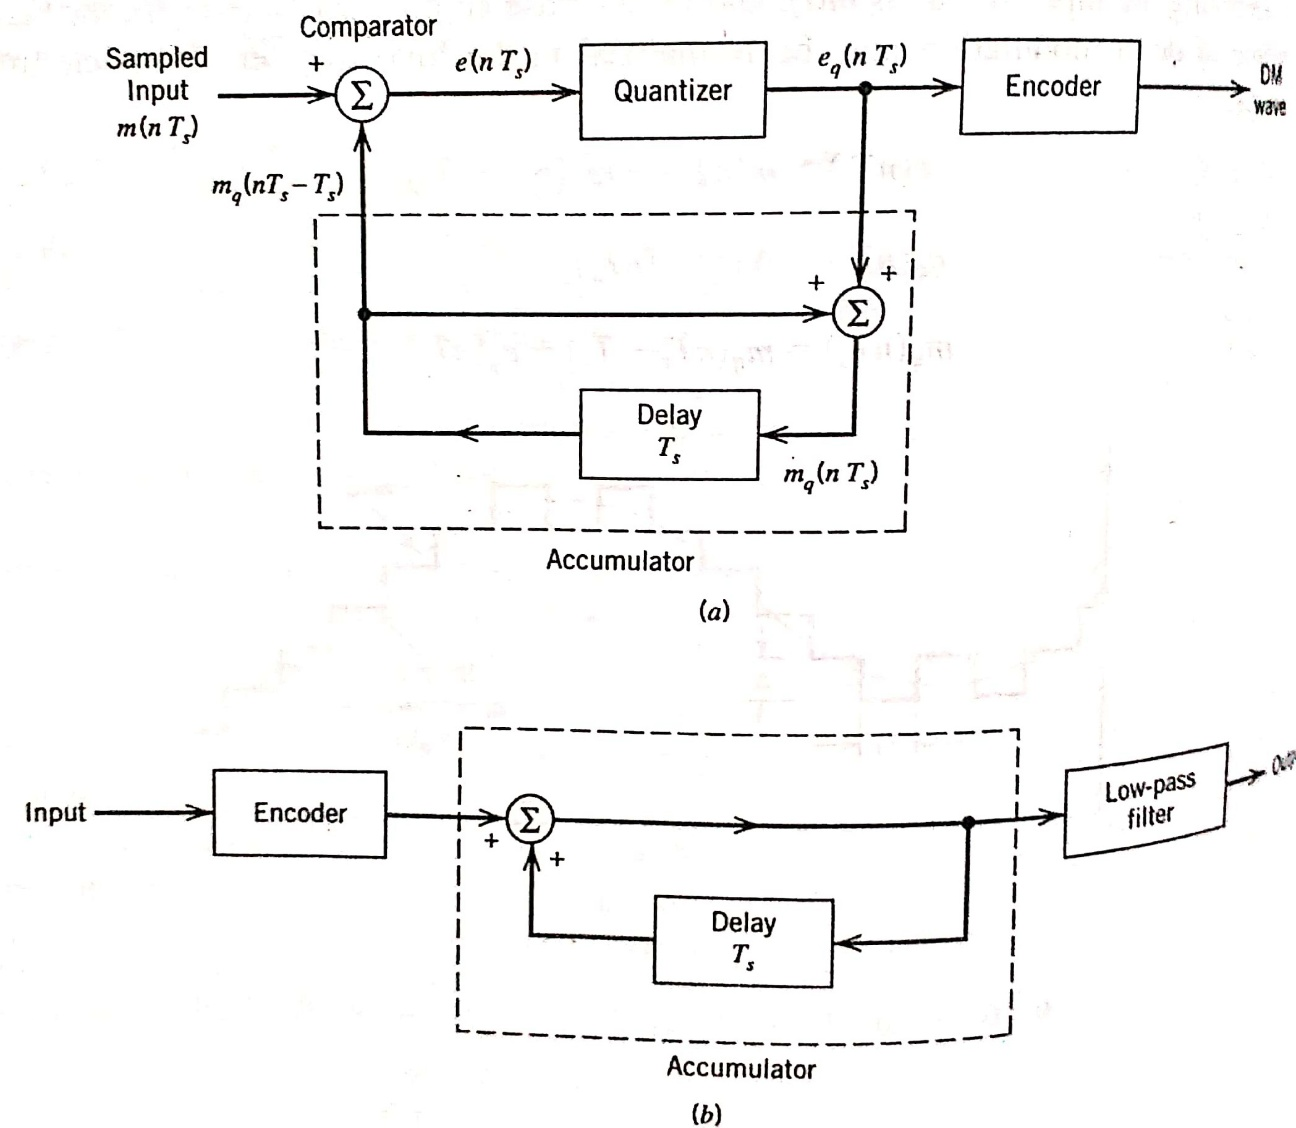 Comparator
Sampled
Input
m(n T_s)
+
Σ
e(n T_s)
Quantizer
e_q(n T_s)
Encoder
DM
wave
m_q(nT_s – T_s)
+
+
Σ
Delay
T_s
m_q(n T_s)
Accumulator
(a)
Input
Encoder
Σ
+
+
Delay
T_s
Low-pass
filter
Accumulator
(b)